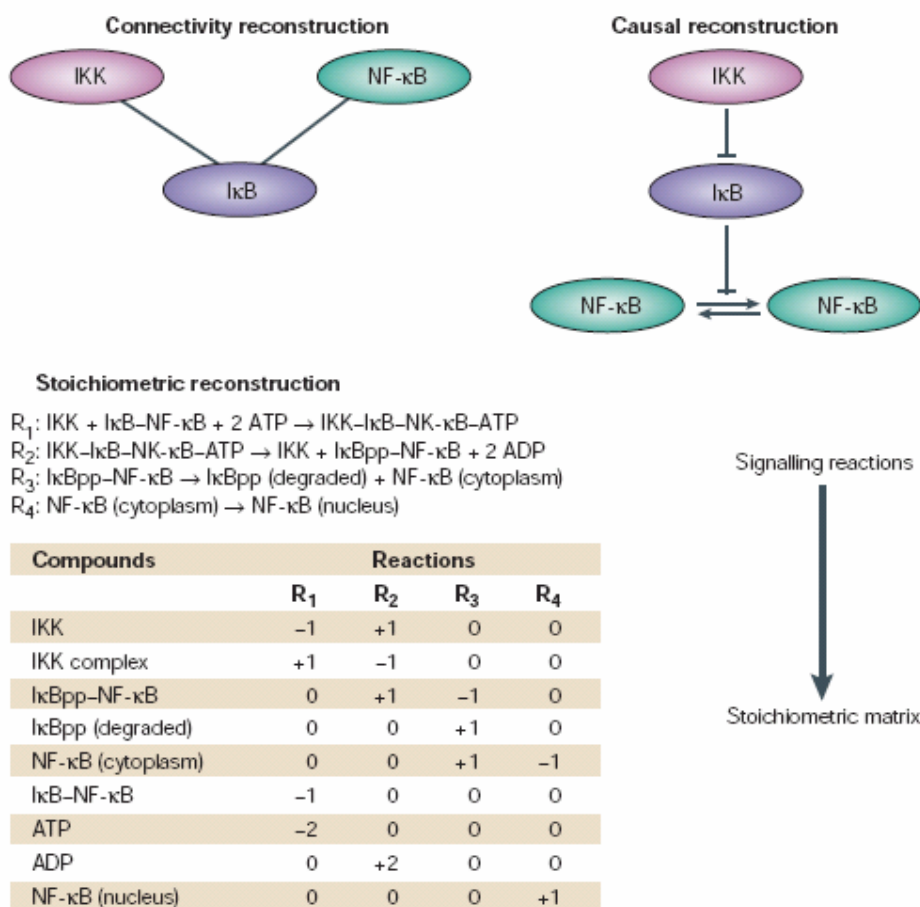 Connectivity reconstruction
IKK
NF-κB
IκB
Causal reconstruction
IKK
IκB
NF-κB
NF-κB
Stoichiometric reconstruction
R1: IKK + IκB–NF-κB + 2 ATP → IKK–IκB–NK-κB–ATP
R2: IKK–IκB–NK-κB–ATP → IKK + IκBpp–NF-κB + 2 ADP
R3: IκBpp–NF-κB → IκBpp (degraded) + NF-κB (cytoplasm)
R4: NF-κB (cytoplasm) → NF-κB (nucleus)
Signalling reactions
Stoichiometric matrix
Compounds Reactions
R1 R2 R3 R4
IKK –1 +1 0 0
IKK complex +1 –1 0 0
IκBpp–NF-κB 0 +1 –1 0
IκBpp (degraded) 0 0 +1 0
NF-κB (cytoplasm) 0 0 +1 –1
IκB–NF-κB –1 0 0 0
ATP –2 0 0 0
ADP 0 +2 0 0
NF-κB (nucleus) 0 0 0 +1